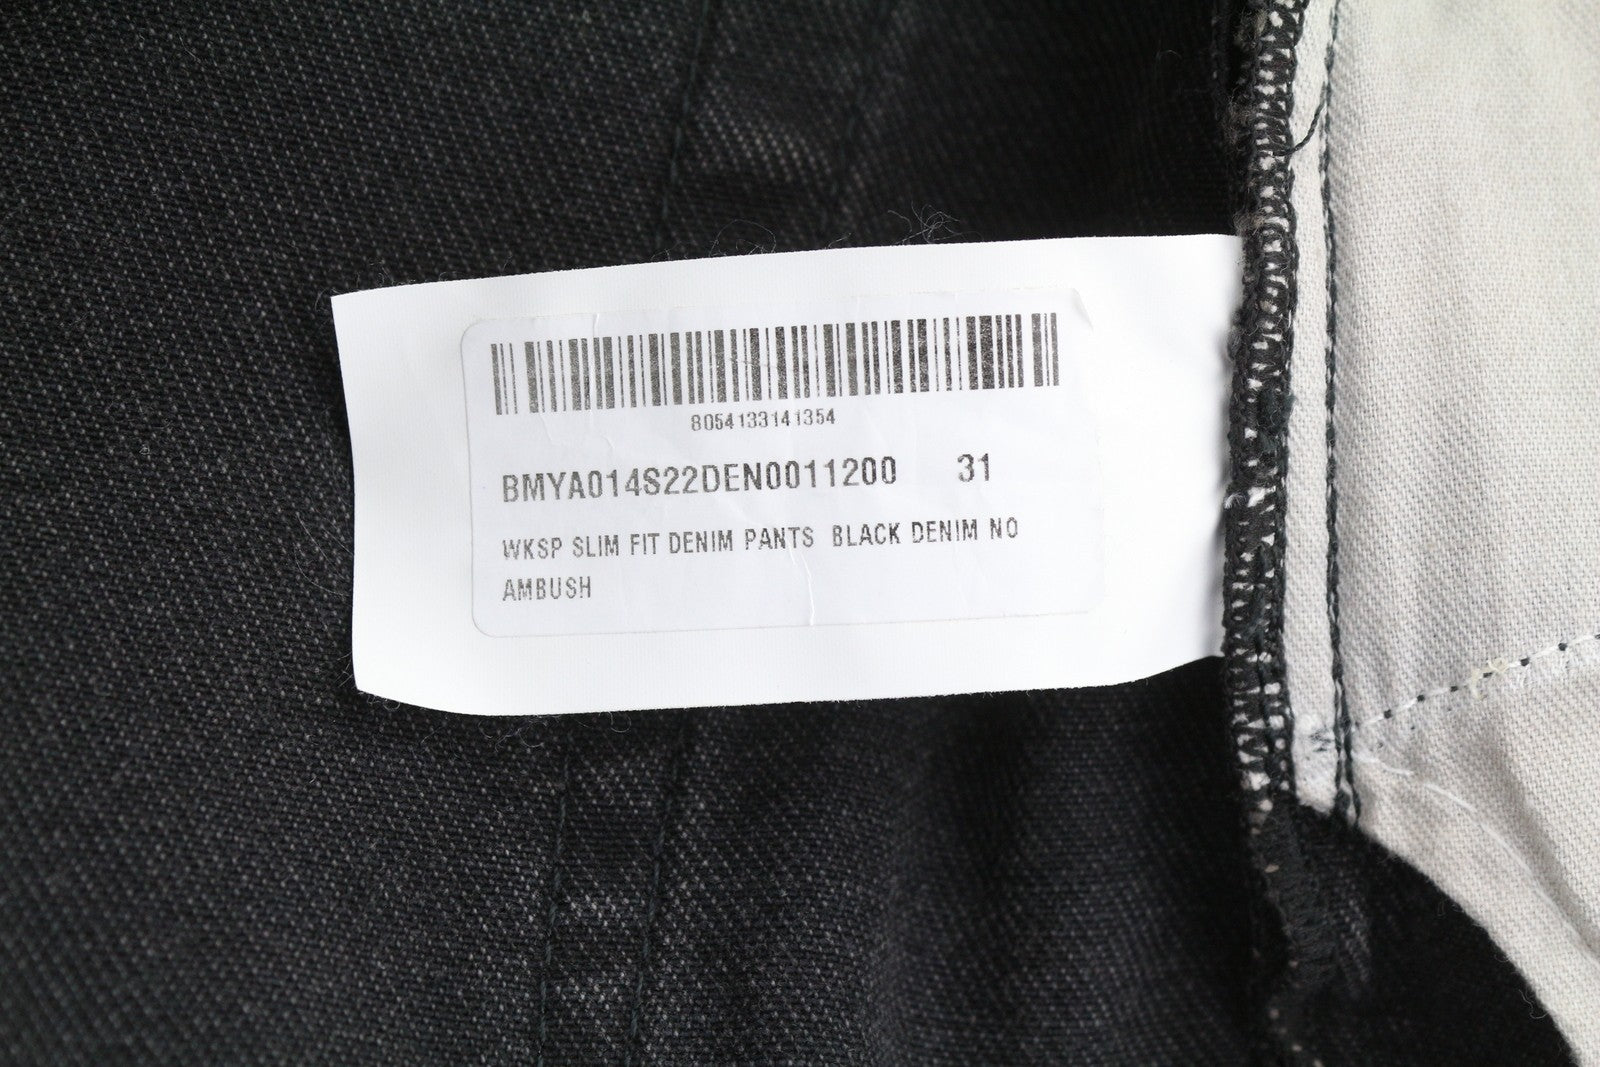 8054133141354
BMYA014S22DEN0011200 31
WKSP SLIM FIT DENIM PANTS BLACK DENIM NO
AMBUSH